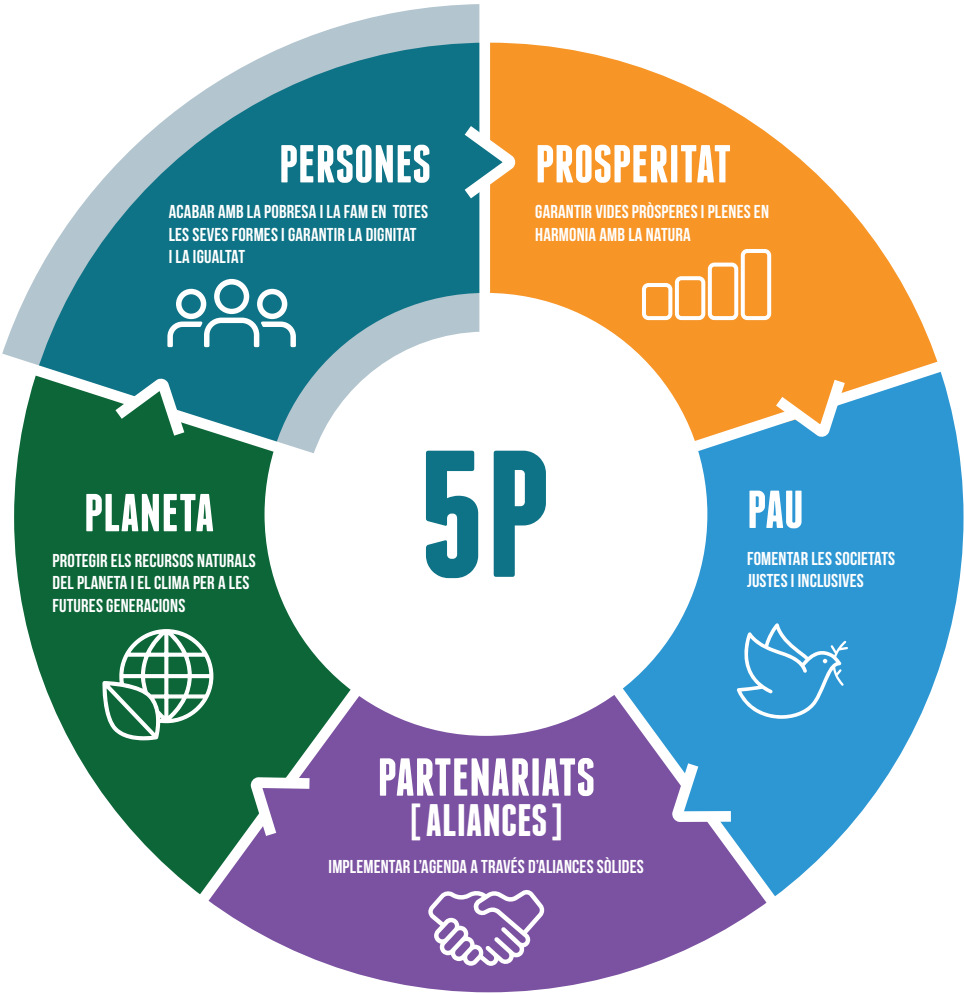 PERSONES
ACABAR AMB LA POBRESA I LA FAM EN TOTES
LES SEVES FORMES I GARANTIR LA DIGNITAT
I LA IGUALTAT
PROSPERITAT
GARANTIR VIDES PRÒSPERES I PLENES EN
HARMONIA AMB LA NATURA
5P
PAU
FOMENTAR LES SOCIETATS
JUSTES I INCLUSIVES
PARTENARIATS
[ALIANCES]
IMPLEMENTAR L'AGENDA A TRAVÉS D'ALIANCES SÒLIDES
PLANETA
PROTEGIR ELS RECURSOS NATURALS
DEL PLANETA I EL CLIMA PER A LES
FUTURES GENERACIONS